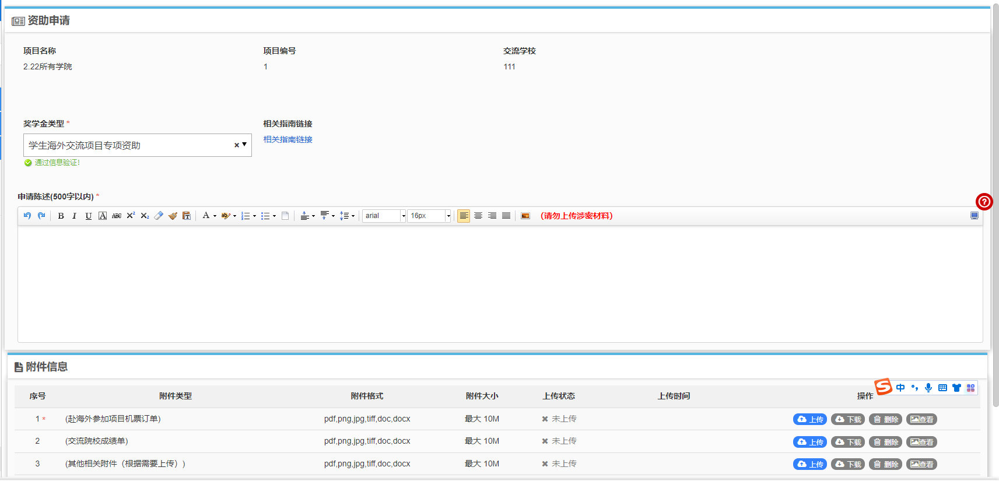 资助申请
项目名称 项目编号 交流学校
2.22所有学院 1 111
奖学金类型 * 相关指南链接
学生海外交流项目专项资助 × ▼ 相关指南链接
通过信息验证!
申请陈述(500字以内) *
B I U A ABC X² X₂ T A ab arial 16px (请勿上传涉密材料)
附件信息
中
序号 附件类型 附件格式 附件大小 上传状态 上传时间 操作
1 * (赴海外参加项目机票订单) pdf,png,jpg,tiff,doc,docx 最大 10M ✖ 未上传 上传 下载 删除 查看
2 (交流院校成绩单) pdf,png,jpg,tiff,doc,docx 最大 10M ✖ 未上传 上传 下载 删除 查看
3 (其他相关附件（根据需要上传）) pdf,png,jpg,tiff,doc,docx 最大 10M ✖ 未上传 上传 下载 删除 查看